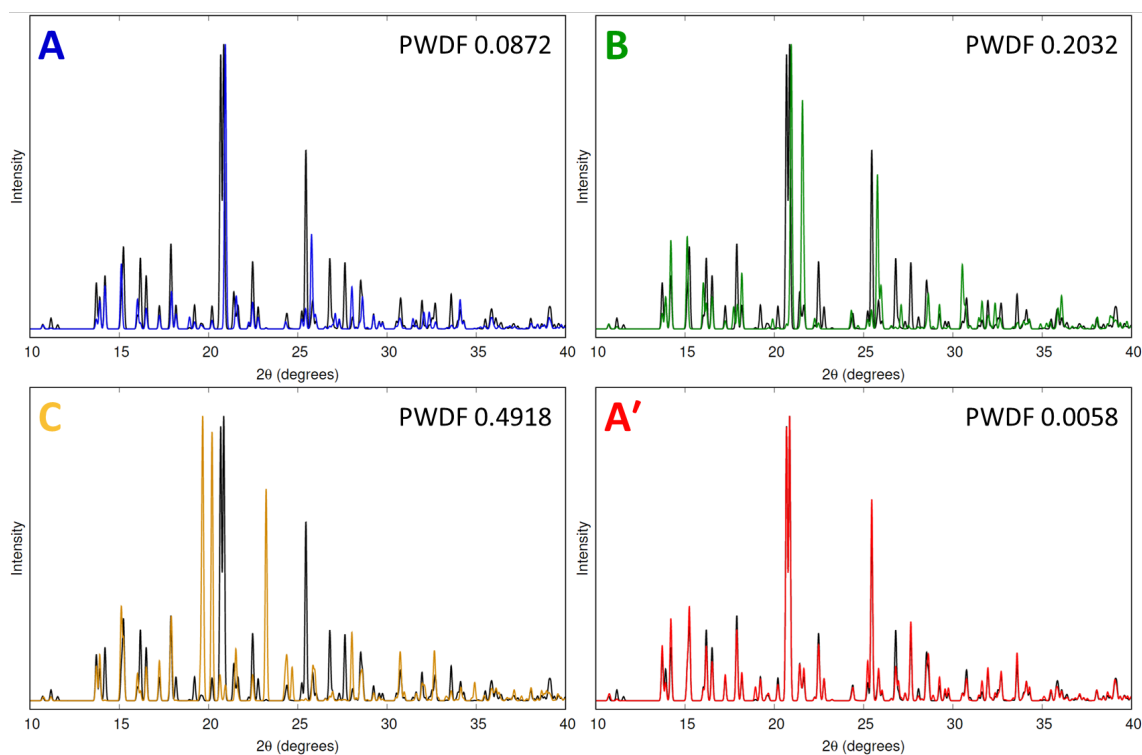 A
PWDF 0.0872
Intensity
10 15 20 25 30 35 40
2θ (degrees)
B
PWDF 0.2032
Intensity
10 15 20 25 30 35 40
2θ (degrees)
C
PWDF 0.4918
Intensity
10 15 20 25 30 35 40
2θ (degrees)
A′
PWDF 0.0058
Intensity
10 15 20 25 30 35 40
2θ (degrees)